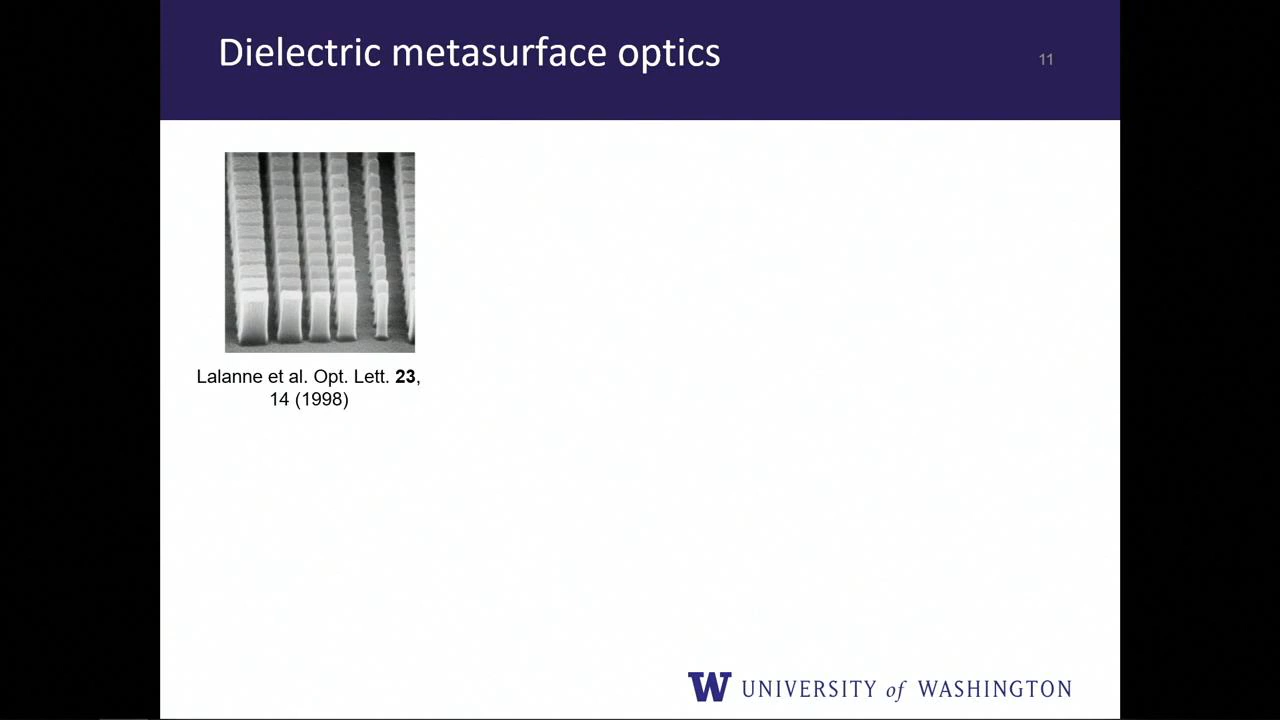 Dielectric metasurface optics
11
Lalanne et al. Opt. Lett. 23,
14 (1998)
W UNIVERSITY of WASHINGTON